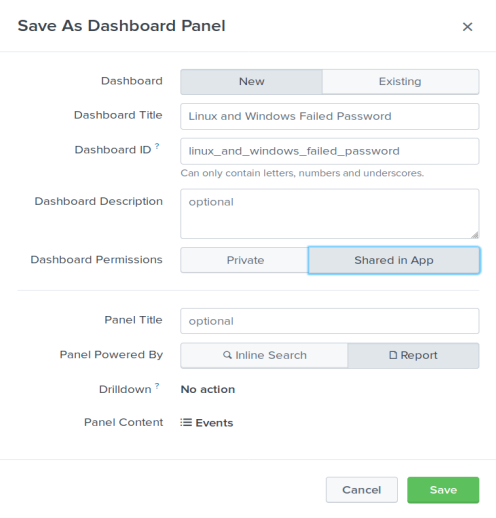 Save As Dashboard Panel ×
Dashboard New Existing
Dashboard Title Linux and Windows Failed Password
Dashboard ID ? linux_and_windows_failed_password
Can only contain letters, numbers and underscores.
Dashboard Description optional
Dashboard Permissions Private Shared in App
Panel Title optional
Panel Powered By Inline Search Report
Drilldown ? No action
Panel Content Events
Cancel Save